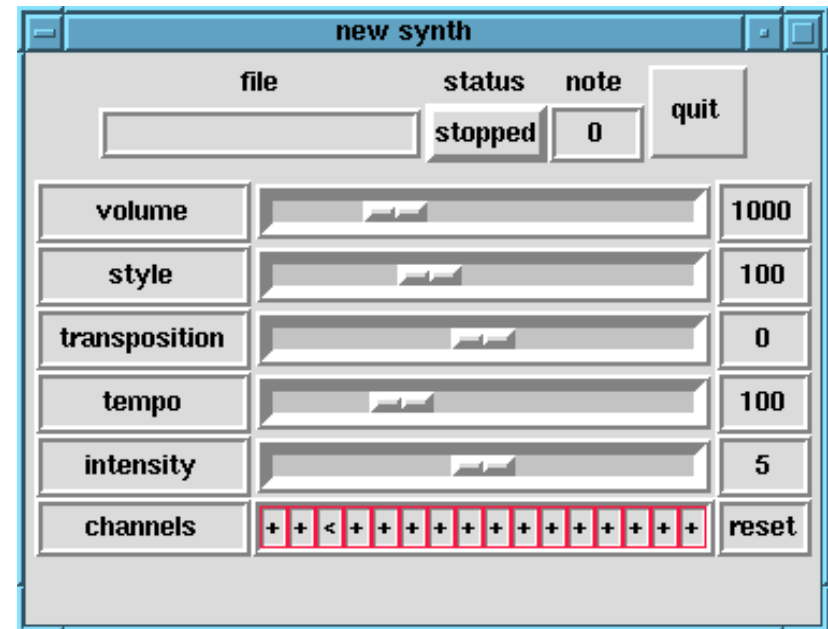 new synth
file status note
quit
stopped 0
volume 1000
style 100
transposition 0
tempo 100
intensity 5
channels + + < + + + + + + + + + + + + + reset